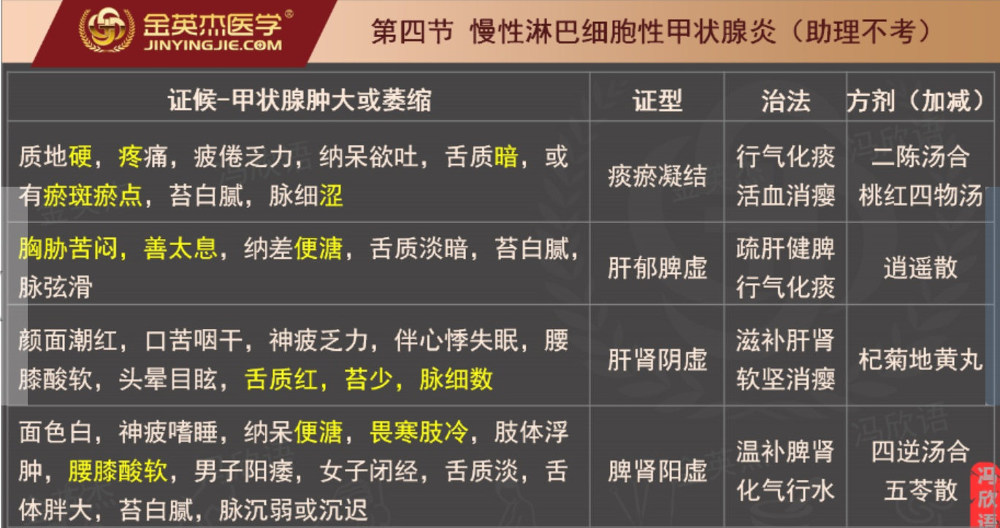 金英杰医学®
JINYINGJIE.COM
第四节 慢性淋巴细胞性甲状腺炎（助理不考）
证候-甲状腺肿大或萎缩
证型
治法
方剂（加减）
质地硬，疼痛，疲倦乏力，纳呆欲吐，舌质暗，或
有瘀斑瘀点，苔白腻，脉细涩
痰瘀凝结
行气化痰
活血消瘿
二陈汤合
桃红四物汤
胸胁苦闷，善太息，纳差便溏，舌质淡暗，苔白腻，
脉弦滑
肝郁脾虚
疏肝健脾
行气化痰
逍遥散
颜面潮红，口苦咽干，神疲乏力，伴心悸失眠，腰
膝酸软，头晕目眩，舌质红，苔少，脉细数
肝肾阴虚
滋补肝肾
软坚消瘿
杞菊地黄丸
面色白，神疲嗜睡，纳呆便溏，畏寒肢冷，肢体浮
肿，腰膝酸软，男子阳痿，女子闭经，舌质淡，舌
体胖大，苔白腻，脉沉弱或沉迟
脾肾阳虚
温补脾肾
化气行水
四逆汤合
五苓散
冯欣语